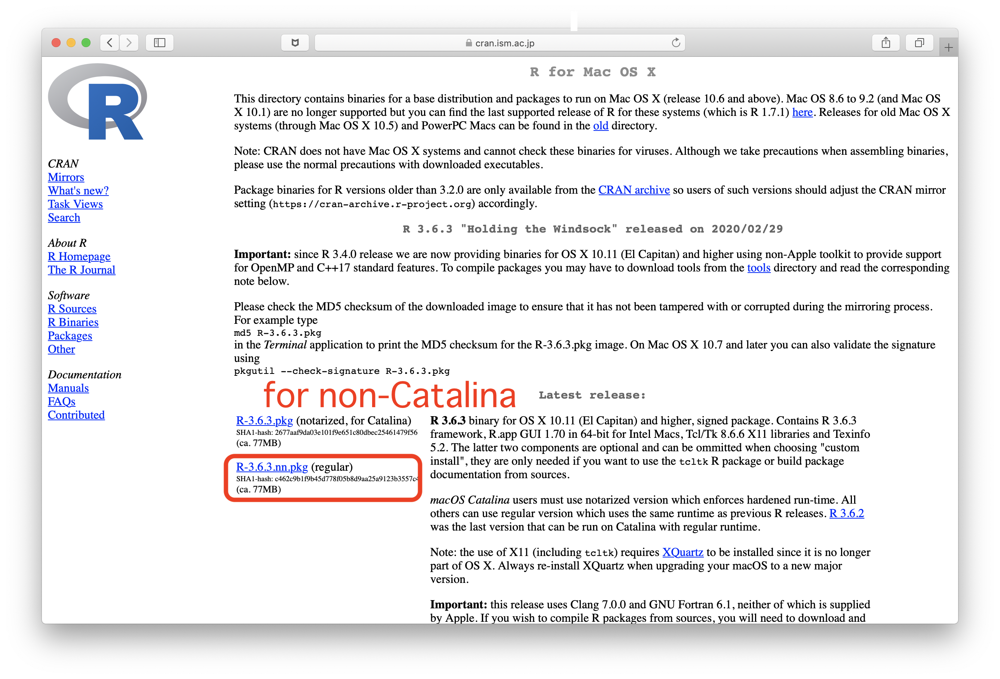 cran.ism.ac.jp
R
CRAN
Mirrors
What's new?
Task Views
Search
About R
R Homepage
The R Journal
Software
R Sources
R Binaries
Packages
Other
Documentation
Manuals
FAQs
Contributed
R for Mac OS X
This directory contains binaries for a base distribution and packages to run on Mac OS X (release 10.6 and above). Mac OS 8.6 to 9.2 (and Mac OS
X 10.1) are no longer supported but you can find the last supported release of R for these systems (which is R 1.7.1) here. Releases for old Mac OS X
systems (through Mac OS X 10.5) and PowerPC Macs can be found in the old directory.
Note: CRAN does not have Mac OS X systems and cannot check these binaries for viruses. Although we take precautions when assembling binaries,
please use the normal precautions with downloaded executables.
Package binaries for R versions older than 3.2.0 are only available from the CRAN archive so users of such versions should adjust the CRAN mirror
setting (https://cran-archive.r-project.org) accordingly.
R 3.6.3 "Holding the Windsock" released on 2020/02/29
Important: since R 3.4.0 release we are now providing binaries for OS X 10.11 (El Capitan) and higher using non-Apple toolkit to provide support
for OpenMP and C++17 standard features. To compile packages you may have to download tools from the tools directory and read the corresponding
note below.
Please check the MD5 checksum of the downloaded image to ensure that it has not been tampered with or corrupted during the mirroring process.
For example type
md5 R-3.6.3.pkg
in the Terminal application to print the MD5 checksum for the R-3.6.3.pkg image. On Mac OS X 10.7 and later you can also validate the signature
using
pkgutil --check-signature R-3.6.3.pkg
for non-Catalina
Latest release:
R-3.6.3.pkg (notarized, for Catalina)
SHA1-hash: 2677aaf9da03e101f9e651c80dbec25461479f56
(ca. 77MB)
R-3.6.3.nn.pkg (regular)
SHA1-hash: c462c9b1f9b45d778f05b8d9aa25a9123b3557c4
(ca. 77MB)
R 3.6.3 binary for OS X 10.11 (El Capitan) and higher, signed package. Contains R 3.6.3
framework, R.app GUI 1.70 in 64-bit for Intel Macs, Tcl/Tk 8.6.6 X11 libraries and Texinfo
5.2. The latter two components are optional and can be ommitted when choosing "custom
install", they are only needed if you want to use the tcltk R package or build package
documentation from sources.
macOS Catalina users must use notarized version which enforces hardened run-time. All
others can use regular version which uses the same runtime as previous R releases. R 3.6.2
was the last version that can be run on Catalina with regular runtime.
Note: the use of X11 (including tcltk) requires XQuartz to be installed since it is no longer
part of OS X. Always re-install XQuartz when upgrading your macOS to a new major
version.
Important: this release uses Clang 7.0.0 and GNU Fortran 6.1, neither of which is supplied
by Apple. If you wish to compile R packages from sources, you will need to download and